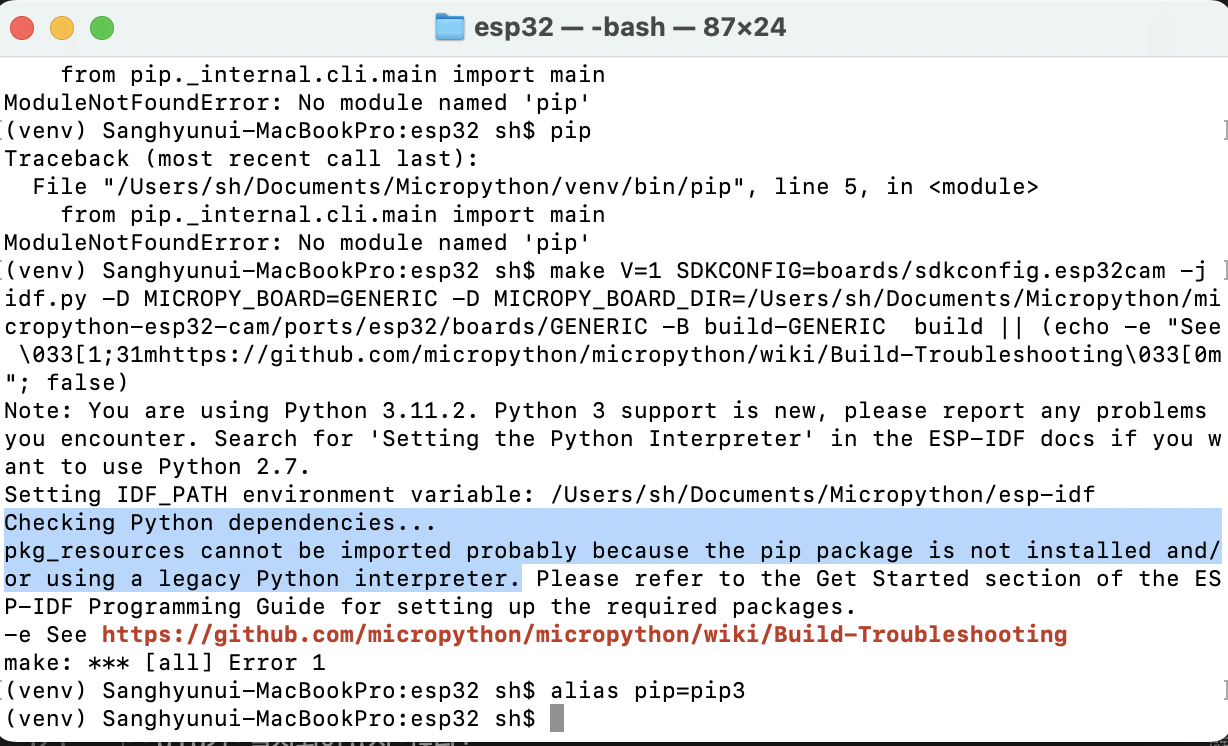 esp32 — -bash — 87×24
from pip._internal.cli.main import main
ModuleNotFoundError: No module named 'pip'
(venv) Sanghyunui-MacBookPro:esp32 sh$ pip
Traceback (most recent call last):
  File "/Users/sh/Documents/Micropython/venv/bin/pip", line 5, in <module>
    from pip._internal.cli.main import main
ModuleNotFoundError: No module named 'pip'
(venv) Sanghyunui-MacBookPro:esp32 sh$ make V=1 SDKCONFIG=boards/sdkconfig.esp32cam -j
idf.py -D MICROPY_BOARD=GENERIC -D MICROPY_BOARD_DIR=/Users/sh/Documents/Micropython/mi
cropython-esp32-cam/ports/esp32/boards/GENERIC -B build-GENERIC  build || (echo -e "See
 \033[1;31mhttps://github.com/micropython/micropython/wiki/Build-Troubleshooting\033[0m
"; false)
Note: You are using Python 3.11.2. Python 3 support is new, please report any problems
you encounter. Search for 'Setting the Python Interpreter' in the ESP-IDF docs if you w
ant to use Python 2.7.
Setting IDF_PATH environment variable: /Users/sh/Documents/Micropython/esp-idf
Checking Python dependencies...
pkg_resources cannot be imported probably because the pip package is not installed and/
or using a legacy Python interpreter. Please refer to the Get Started section of the ES
P-IDF Programming Guide for setting up the required packages.
-e See https://github.com/micropython/micropython/wiki/Build-Troubleshooting
make: *** [all] Error 1
(venv) Sanghyunui-MacBookPro:esp32 sh$ alias pip=pip3
(venv) Sanghyunui-MacBookPro:esp32 sh$